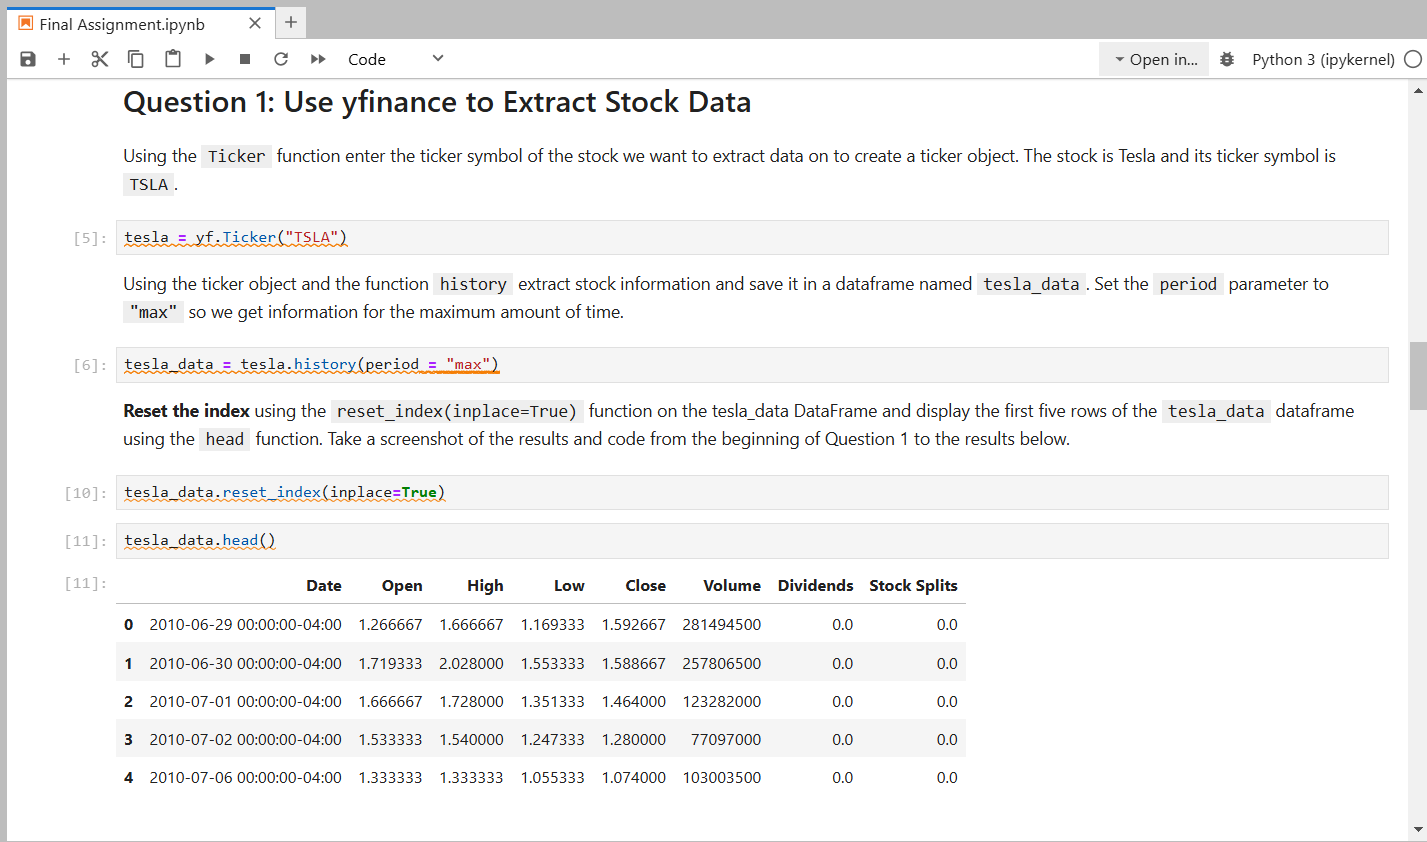 Final Assignment.ipynb
Code
Open in...
Python 3 (ipykernel)
Question 1: Use yfinance to Extract Stock Data
Using the Ticker function enter the ticker symbol of the stock we want to extract data on to create a ticker object. The stock is Tesla and its ticker symbol is
TSLA .
[5]: tesla = yf.Ticker("TSLA")
Using the ticker object and the function history extract stock information and save it in a dataframe named tesla_data . Set the period parameter to
"max" so we get information for the maximum amount of time.
[6]: tesla_data = tesla.history(period = "max")
Reset the index using the reset_index(inplace=True) function on the tesla_data DataFrame and display the first five rows of the tesla_data dataframe
using the head function. Take a screenshot of the results and code from the beginning of Question 1 to the results below.
[10]: tesla_data.reset_index(inplace=True)
[11]: tesla_data.head()
[11]: Date Open High Low Close Volume Dividends Stock Splits
0 2010-06-29 00:00:00-04:00 1.266667 1.666667 1.169333 1.592667 281494500 0.0 0.0
1 2010-06-30 00:00:00-04:00 1.719333 2.028000 1.553333 1.588667 257806500 0.0 0.0
2 2010-07-01 00:00:00-04:00 1.666667 1.728000 1.351333 1.464000 123282000 0.0 0.0
3 2010-07-02 00:00:00-04:00 1.533333 1.540000 1.247333 1.280000 77097000 0.0 0.0
4 2010-07-06 00:00:00-04:00 1.333333 1.333333 1.055333 1.074000 103003500 0.0 0.0